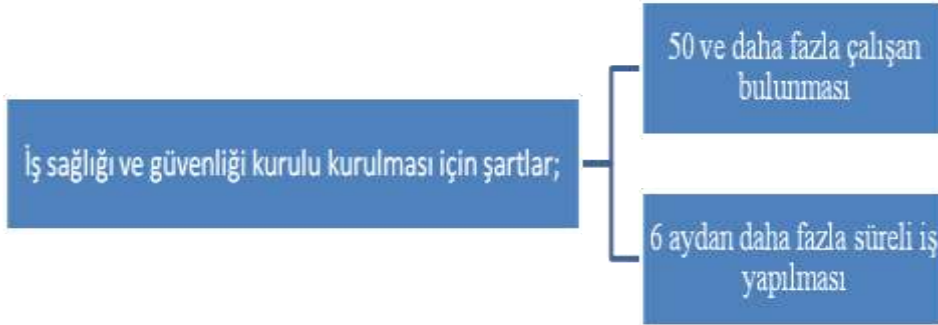 İş sağlığı ve güvenliği kurulu kurulması için şartlar;
50 ve daha fazla çalışan
bulunması
6 aydan daha fazla süreli iş
yapılması